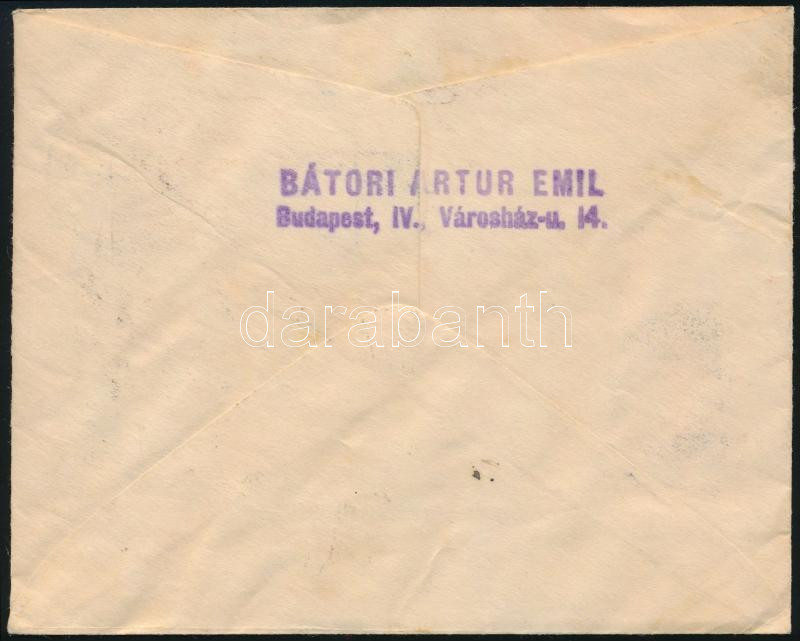 BÁTORI ARTUR EMIL
Budapest, IV., Városház-u. 14.
darabanth